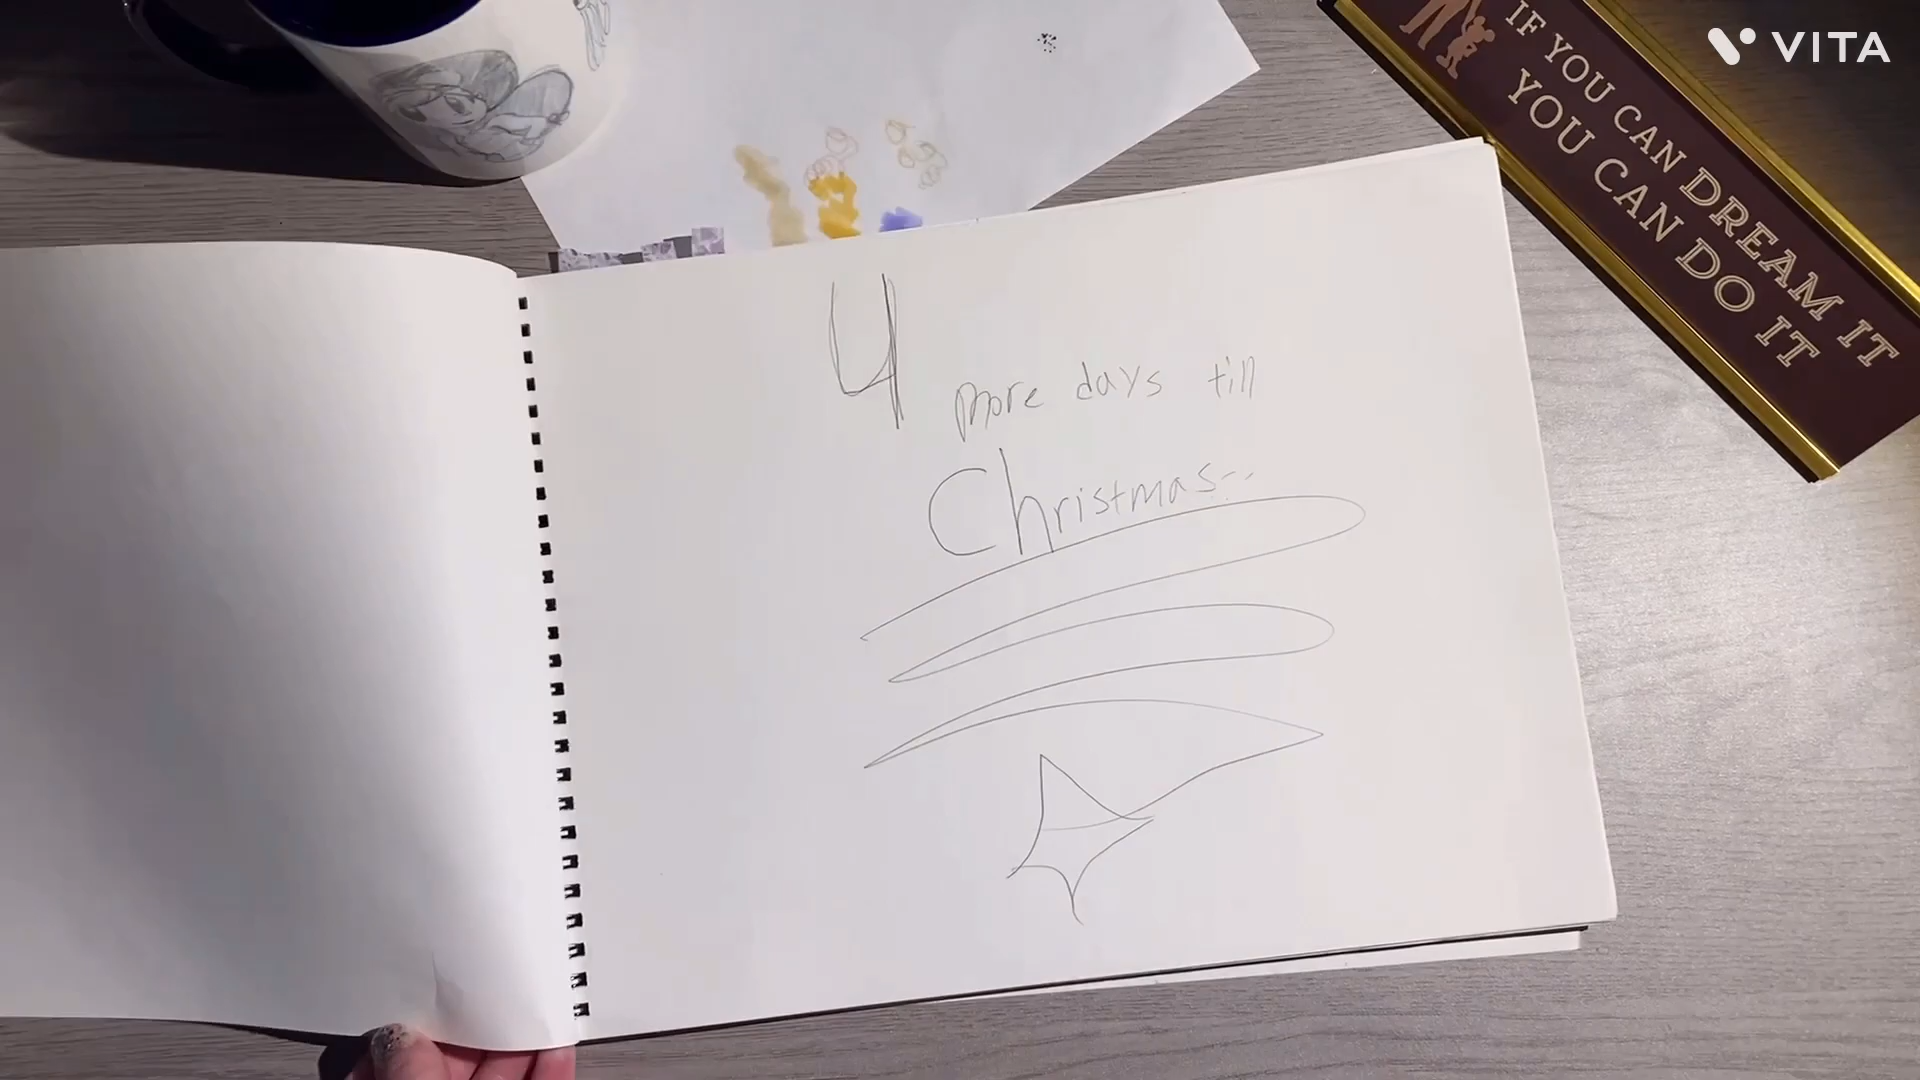 VITA
IF YOU CAN DREAM IT
YOU CAN DO IT
4 more days till
Christmas...